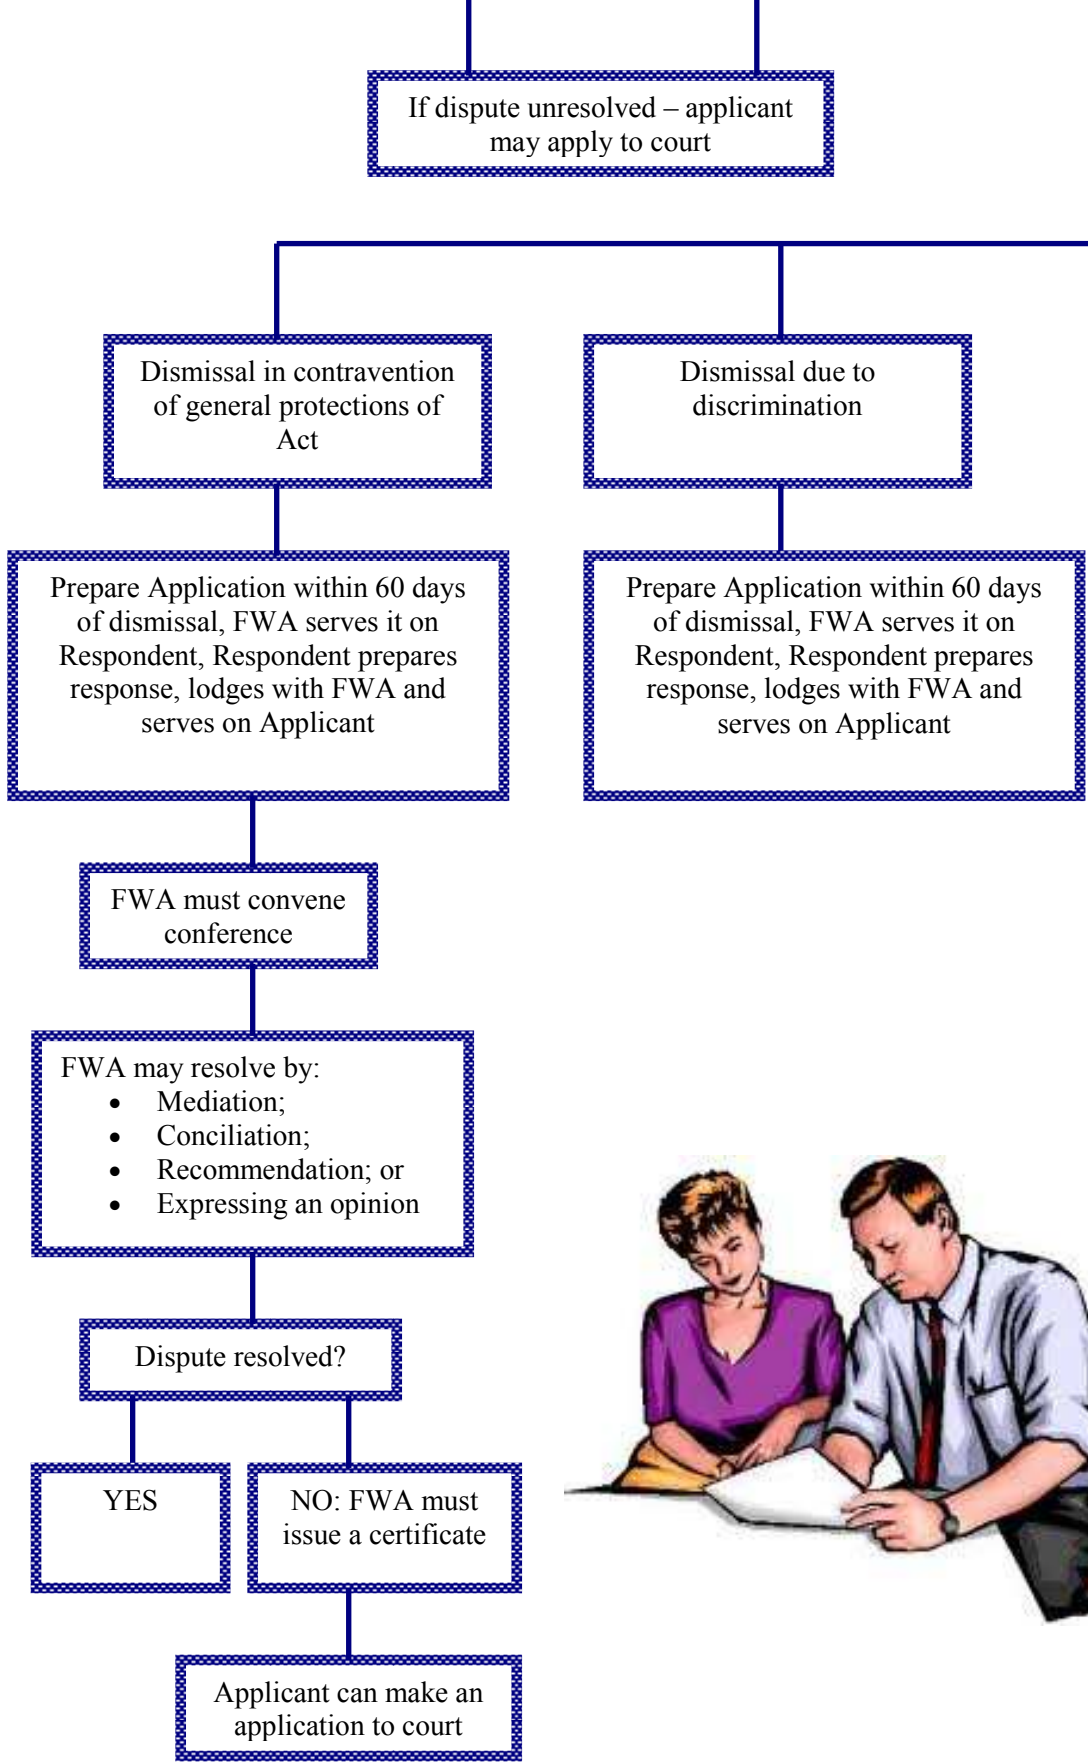 If dispute unresolved – applicant
may apply to court
Dismissal in contravention
of general protections of
Act
Dismissal due to
discrimination
Prepare Application within 60 days
of dismissal, FWA serves it on
Respondent, Respondent prepares
response, lodges with FWA and
serves on Applicant
Prepare Application within 60 days
of dismissal, FWA serves it on
Respondent, Respondent prepares
response, lodges with FWA and
serves on Applicant
FWA must convene
conference
FWA may resolve by:
• Mediation;
• Conciliation;
• Recommendation; or
• Expressing an opinion
Dispute resolved?
YES
NO: FWA must
issue a certificate
Applicant can make an
application to court